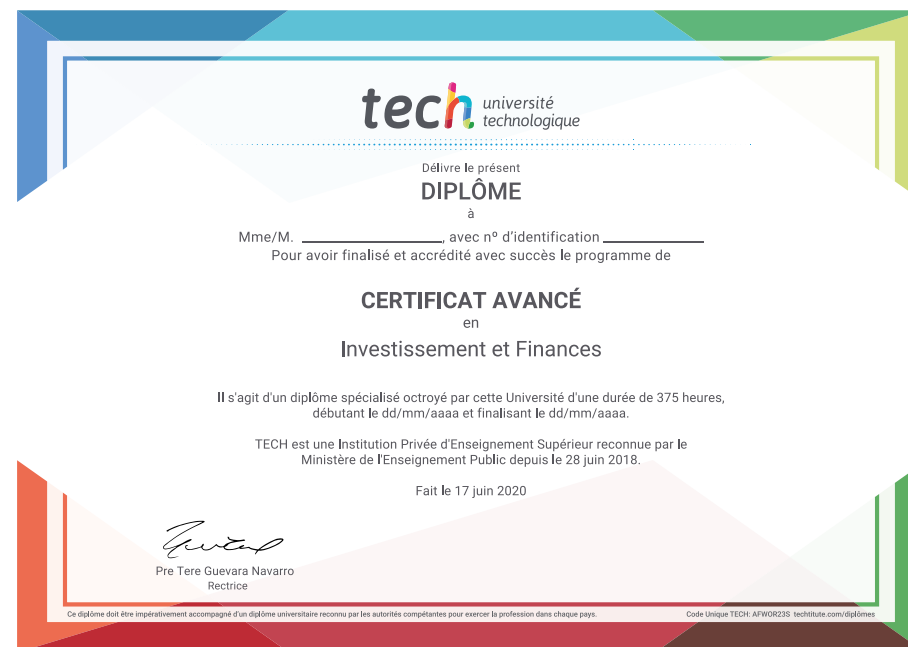 tech université
technologique
Délivre le présent
DIPLÔME
à
Mme/M. ____________, avec nº d'identification ____________
Pour avoir finalisé et accrédité avec succès le programme de
CERTIFICAT AVANCÉ
en
Investissement et Finances
Il s'agit d'un diplôme spécialisé octroyé par cette Université d'une durée de 375 heures,
débutant le dd/mm/aaaa et finalisant le dd/mm/aaaa.
TECH est une Institution Privée d'Enseignement Supérieur reconnue par le
Ministère de l'Enseignement Public depuis le 28 juin 2018.
Fait le 17 juin 2020
Pre Tere Guevara Navarro
Rectrice
Ce diplôme doit être impérativement accompagné d'un diplôme universitaire reconnu par les autorités compétentes pour exercer la profession dans chaque pays.
Code Unique TECH: AFWOR23S techtitute.com/diplômes